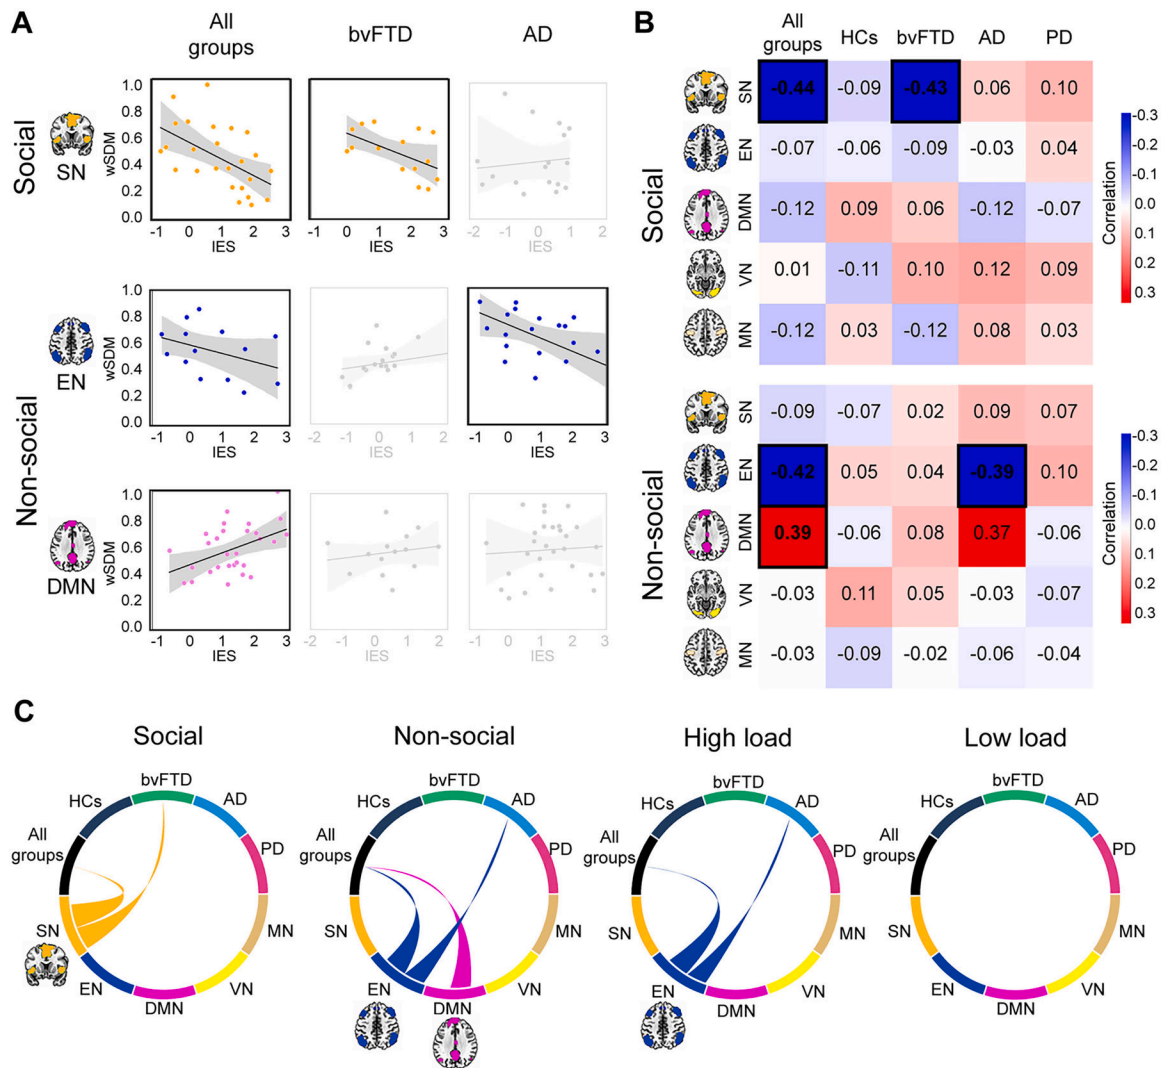 A
All
groups
bvFTD
AD
Social
SN
wSDM
1.0
0.8
0.6
0.4
0.2
0.0
-1 0 1 2 3
IES
-1 0 1 2 3
IES
-2 -1 0 1 2
IES
Non-social
EN
wSDM
1.0
0.8
0.6
0.4
0.2
0.0
-1 0 1 2 3
IES
-2 -1 0 1 2
IES
-1 0 1 2 3
IES
DMN
wSDM
1.0
0.8
0.6
0.4
0.2
0.0
-1 0 1 2 3
IES
-2 -1 0 1 2
IES
-1 0 1 2 3
IES
B
All
groups
HCs
bvFTD
AD
PD
Social
SN -0.44 -0.09 -0.43 0.06 0.10
EN -0.07 -0.06 -0.09 -0.03 0.04
DMN -0.12 0.09 0.06 -0.12 -0.07
VN 0.01 -0.11 0.10 0.12 0.09
MN -0.12 0.03 -0.12 0.08 0.03
-0.3
-0.2
-0.1
0.0
0.1
0.2
0.3
Correlation
Non-social
SN -0.09 -0.07 0.02 0.09 0.07
EN -0.42 0.05 0.04 -0.39 0.10
DMN 0.39 -0.06 0.08 0.37 -0.06
VN -0.03 0.11 0.05 -0.03 -0.07
MN -0.03 -0.09 -0.02 -0.06 -0.04
-0.3
-0.2
-0.1
0.0
0.1
0.2
0.3
Correlation
C
Social
bvFTD
HCs
AD
All
groups
PD
SN
MN
EN
VN
DMN
Non-social
bvFTD
HCs
AD
All
groups
PD
SN
MN
EN
VN
DMN
High load
bvFTD
HCs
AD
All
groups
PD
SN
MN
EN
VN
DMN
Low load
bvFTD
HCs
AD
All
groups
PD
SN
MN
EN
VN
DMN